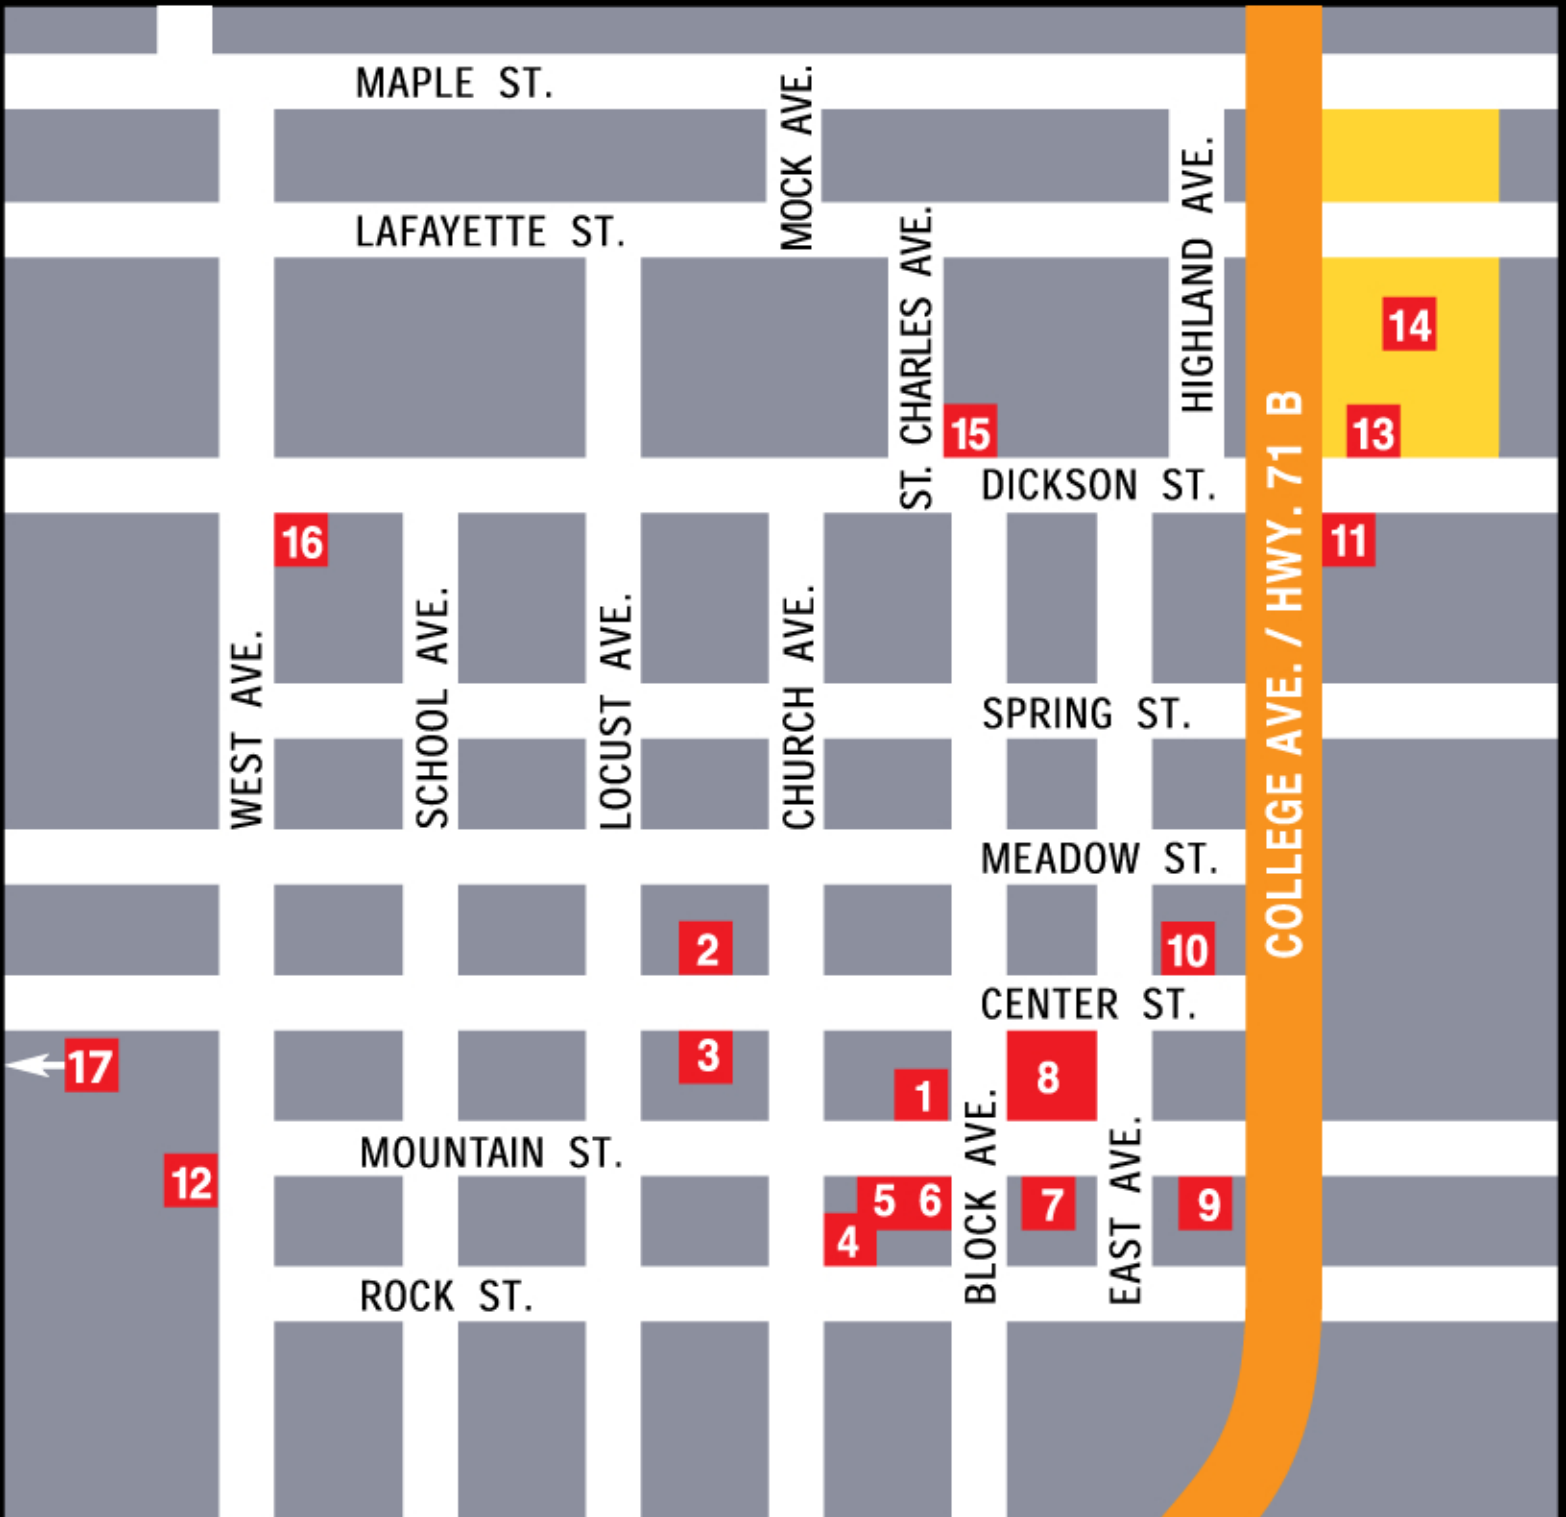 MAPLE ST.
MOCK AVE.
LAFAYETTE ST.
HIGHLAND AVE.
ST. CHARLES AVE.
14
15
13
DICKSON ST.
COLLEGE AVE. / HWY. 71 B
16
11
WEST AVE.
SCHOOL AVE.
LOCUST AVE.
CHURCH AVE.
SPRING ST.
MEADOW ST.
2
10
CENTER ST.
17
3
1
8
BLOCK AVE.
EAST AVE.
MOUNTAIN ST.
12
5 6
7
9
4
ROCK ST.